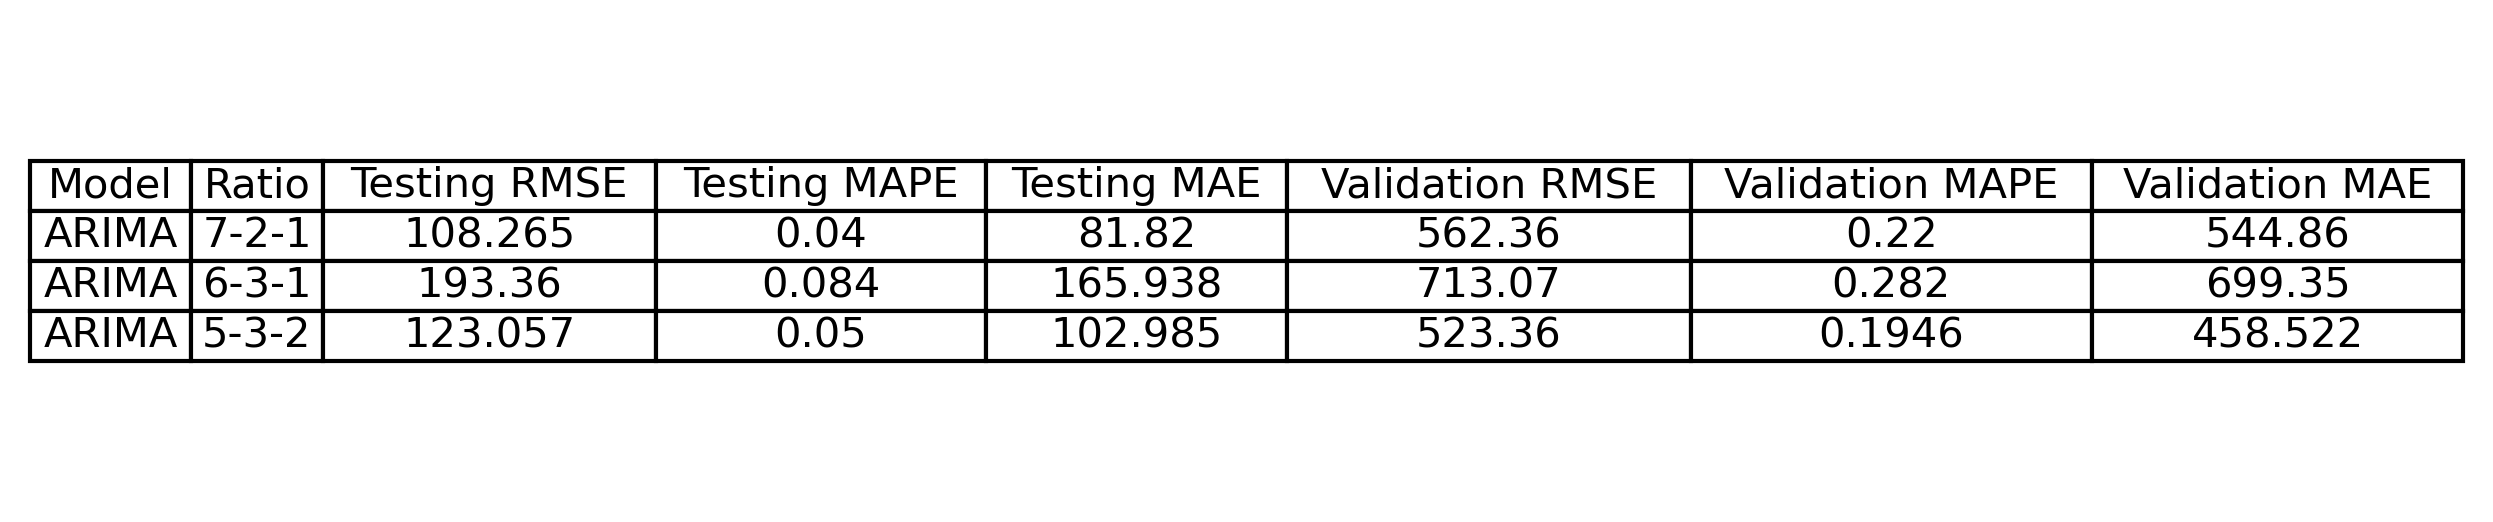 Model Ratio Testing RMSE Testing MAPE Testing MAE Validation RMSE Validation MAPE Validation MAE
ARIMA 7-2-1 108.265 0.04 81.82 562.36 0.22 544.86
ARIMA 6-3-1 193.36 0.084 165.938 713.07 0.282 699.35
ARIMA 5-3-2 123.057 0.05 102.985 523.36 0.1946 458.522